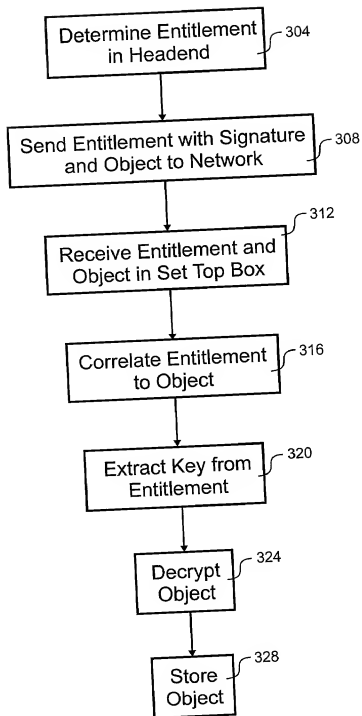 Determine Entitlement
in Headend
304
Send Entitlement with Signature
and Object to Network
308
312
Receive Entitlement and
Object in Set Top Box
Correlate Entitlement
to Object
316
Extract Key from
Entitlement
320
Decrypt
Object
324
Store
Object
328